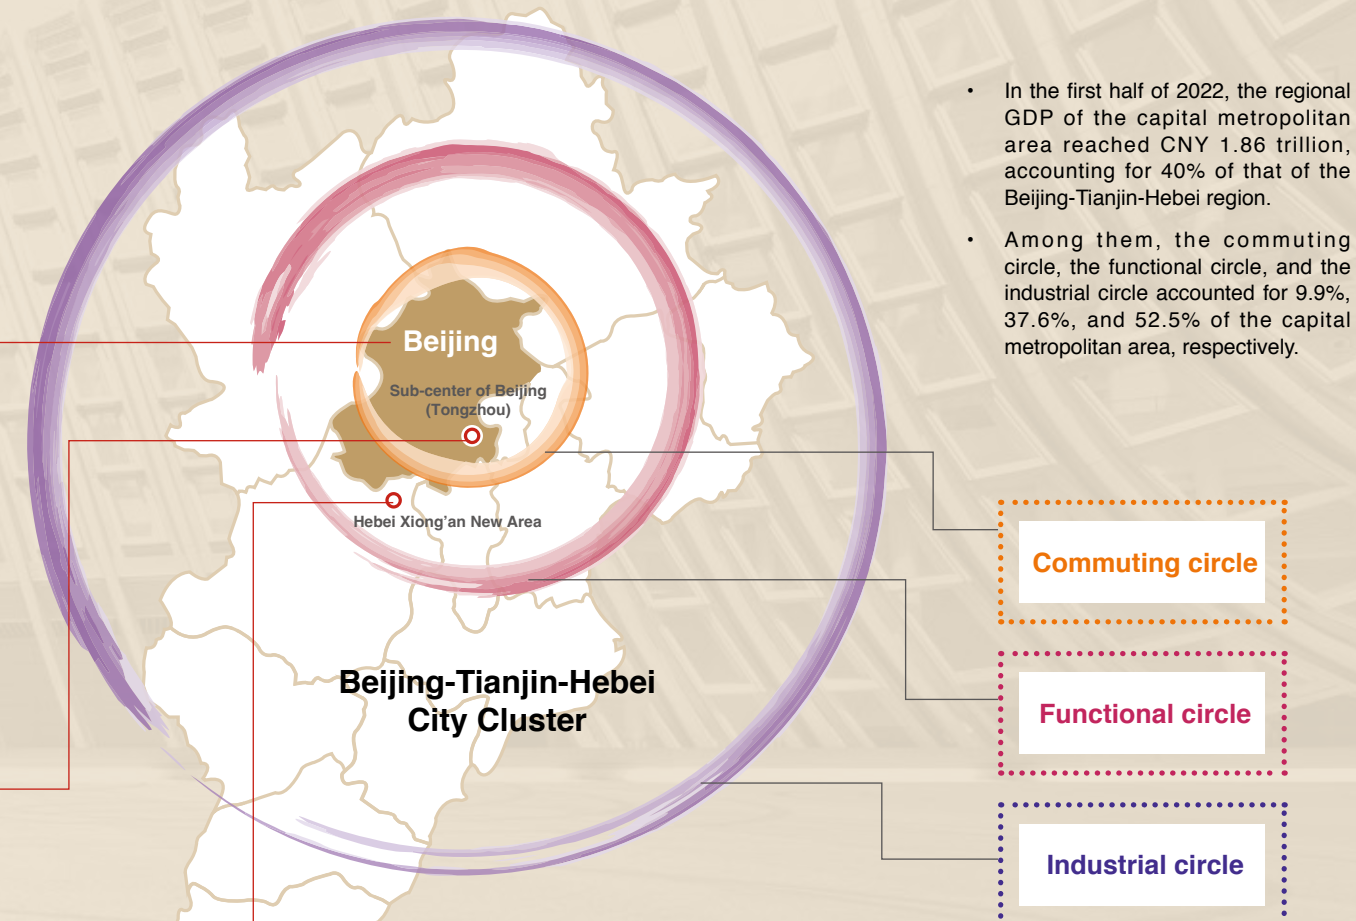 • In the first half of 2022, the regional
GDP of the capital metropolitan
area reached CNY 1.86 trillion,
accounting for 40% of that of the
Beijing-Tianjin-Hebei region.
• Among them, the commuting
circle, the functional circle, and the
industrial circle accounted for 9.9%,
37.6%, and 52.5% of the capital
metropolitan area, respectively.
Beijing
Sub-center of Beijing
(Tongzhou)
Hebei Xiong’an New Area
Beijing-Tianjin-Hebei
City Cluster
Commuting circle
Functional circle
Industrial circle